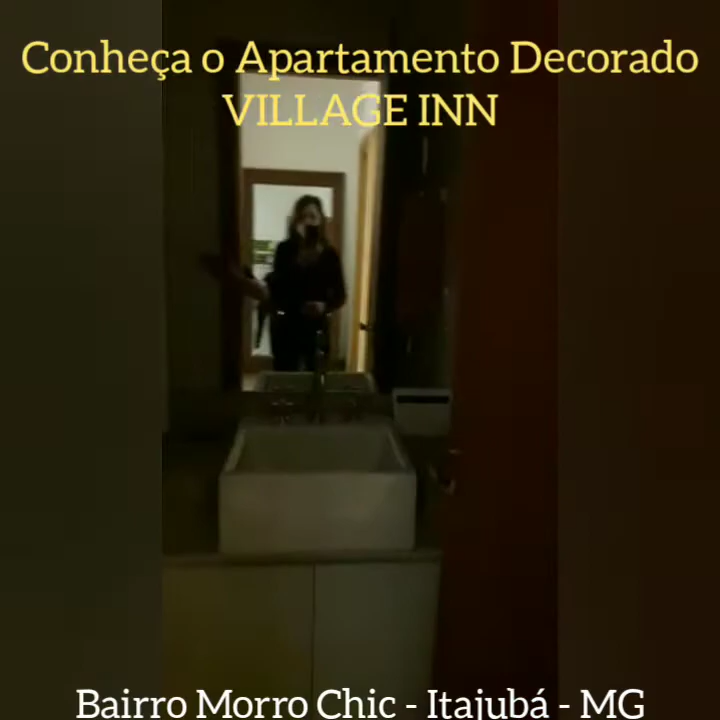 Conheça o Apartamento Decorado
VILLAGE INN
Bairro Morro Chic - Itajubá - MG